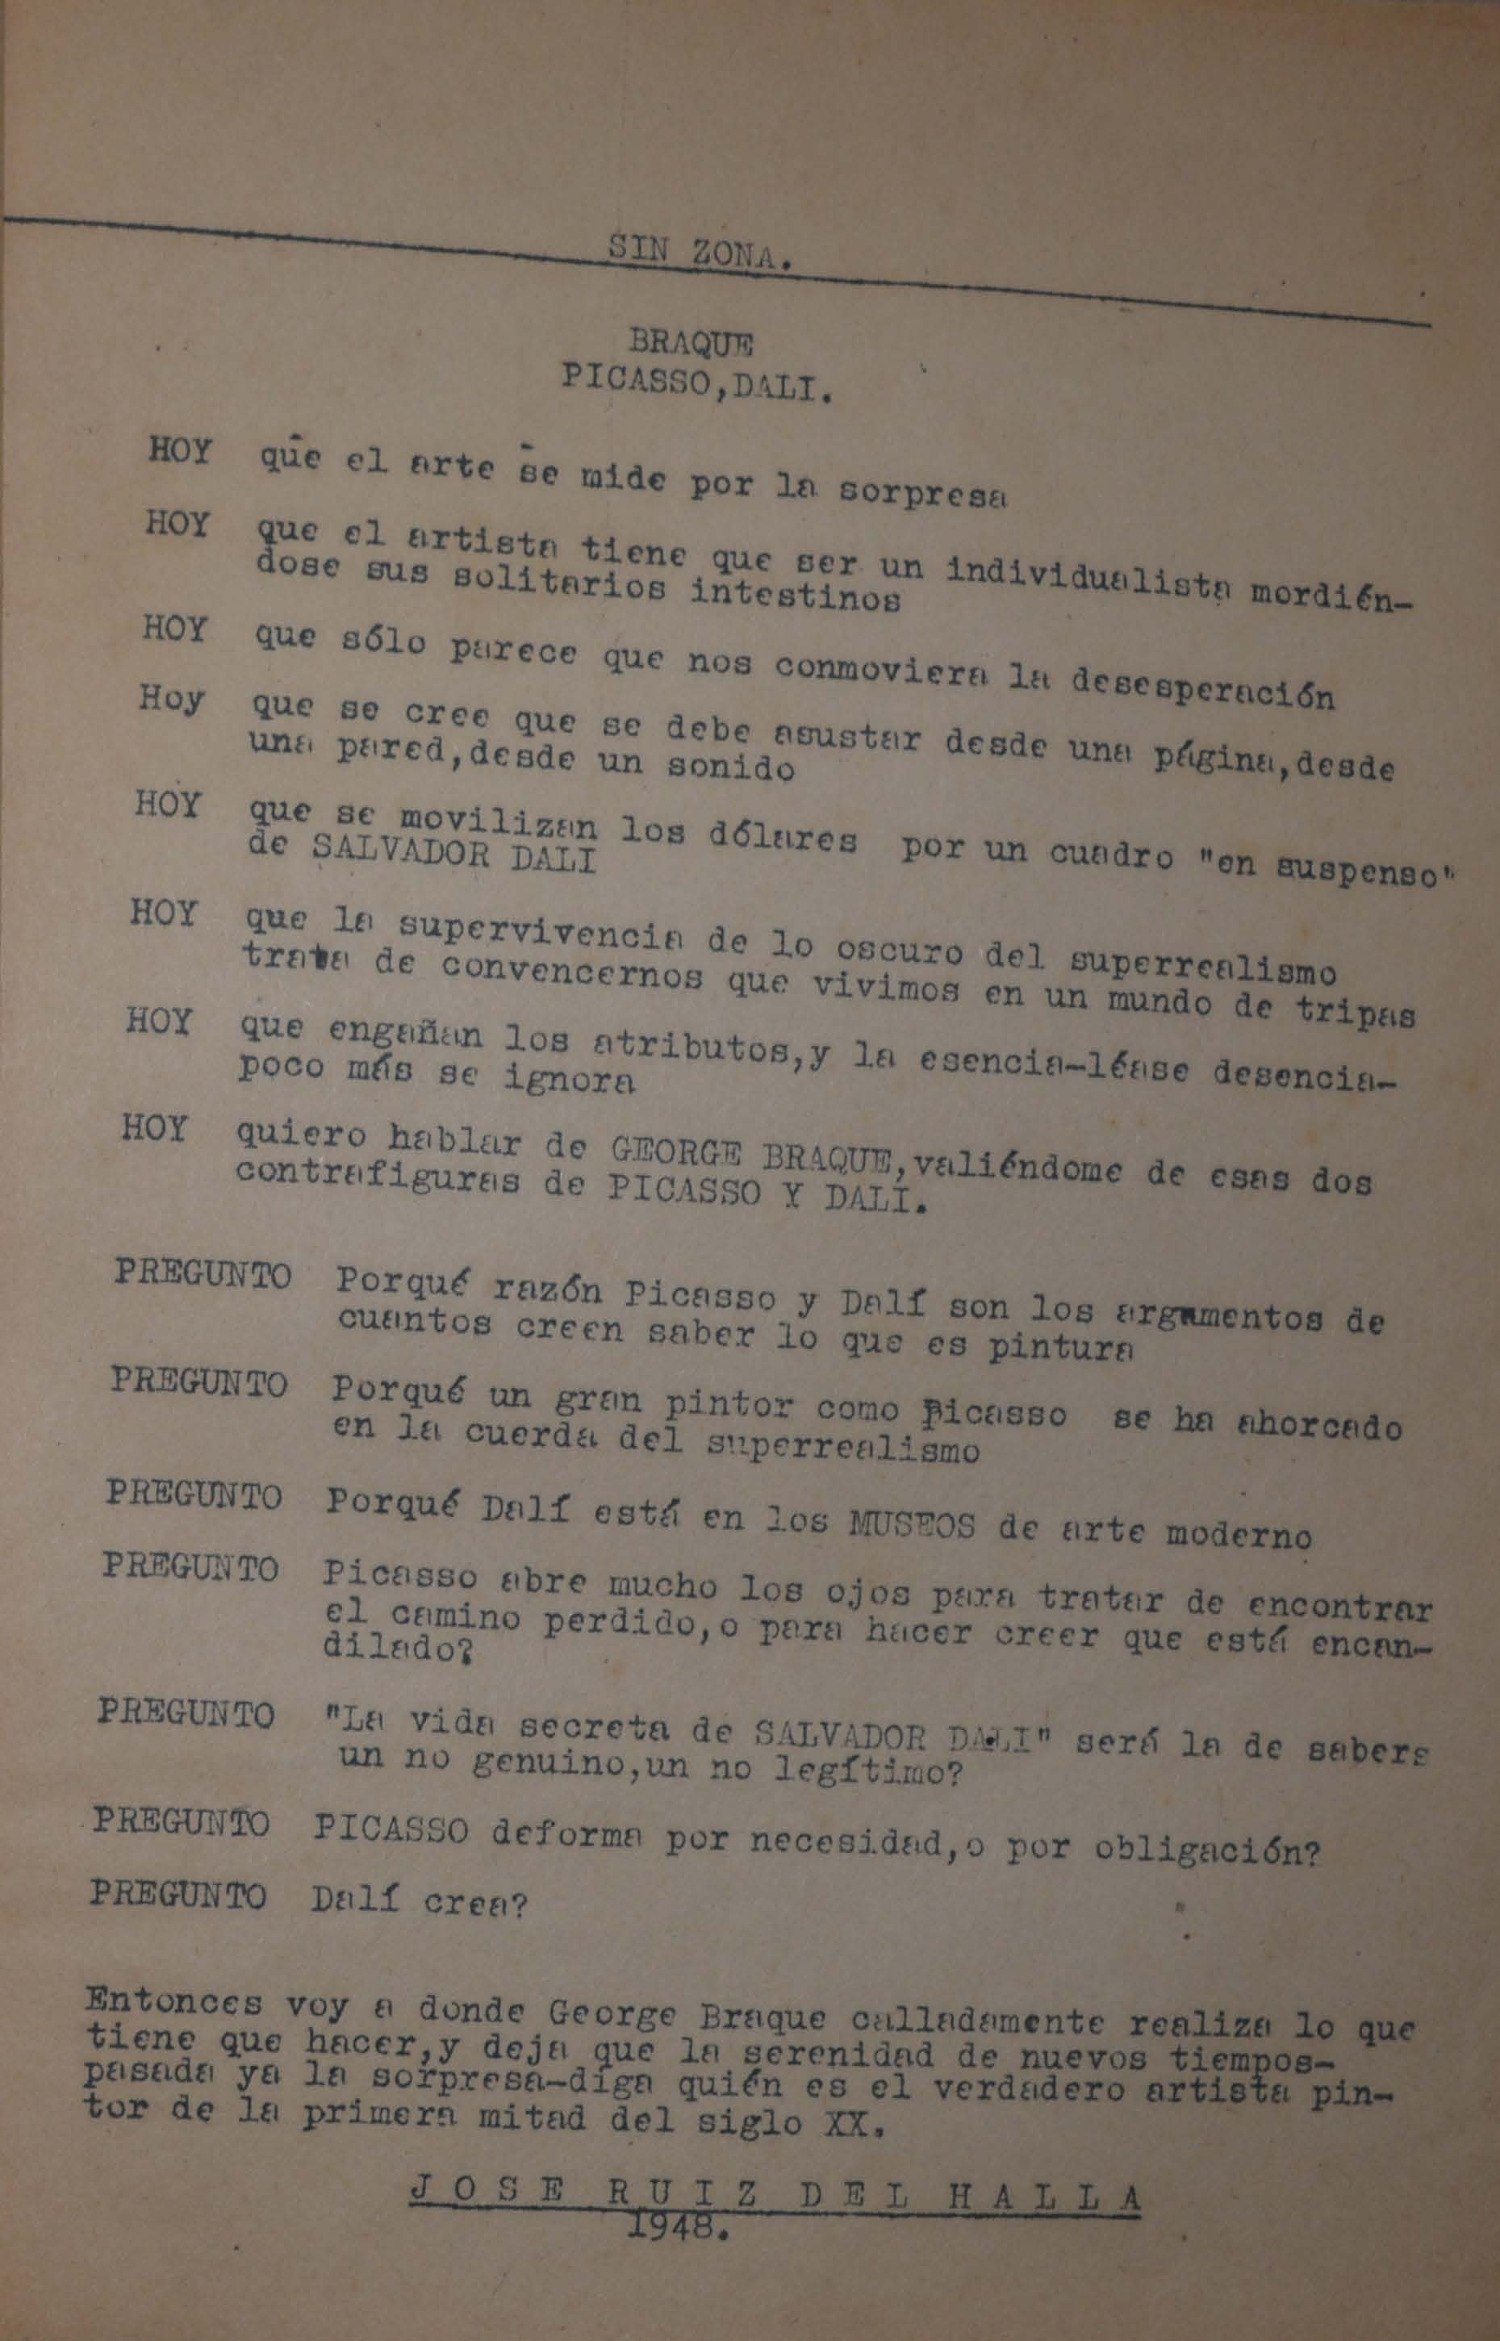 SIN ZONA.
BRAQUE
PICASSO,DALI.
HOY que el arte se mide por la sorpresa
HOY que el artista tiene que ser un individualista mordién-
dose sus solitarios intestinos
HOY que sólo parece que nos conmoviera la desesperación
Hoy que se cree que se debe asustar desde una página,desde
una pared,desde un sonido
HOY que se movilizan los dólares por un cuadro "en suspenso"
de SALVADOR DALI
HOY que la supervivencia de lo oscuro del superrealismo
trata de convencernos que vivimos en un mundo de tripas
HOY que engañan los atributos,y la esencia-léase desencia-
poco más se ignora
HOY quiero hablar de GEORGE BRAQUE,valiéndome de esas dos
contrafiguras de PICASSO Y DALI.
PREGUNTO Porqué razón Picasso y Dalí son los argumentos de
cuantos creen saber lo que es pintura
PREGUNTO Porqué un gran pintor como Picasso se ha ahorcado
en la cuerda del superrealismo
PREGUNTO Porqué Dalí está en los MUSEOS de arte moderno
PREGUNTO Picasso abre mucho los ojos para tratar de encontrar
el camino perdido,o para hacer creer que está encan-
dilado?
PREGUNTO "La vida secreta de SALVADOR DALI" será la de saberse
un no genuino,un no legítimo?
PREGUNTO PICASSO deforma por necesidad,o por obligación?
PREGUNTO Dalí crea?
Entonces voy a donde George Braque calladamente realiza lo que
tiene que hacer,y deja que la serenidad de nuevos tiempos-
pasada ya la sorpresa-diga quién es el verdadero artista pin-
tor de la primera mitad del siglo XX.
JOSE RUIZ DEL HALLA
1948.